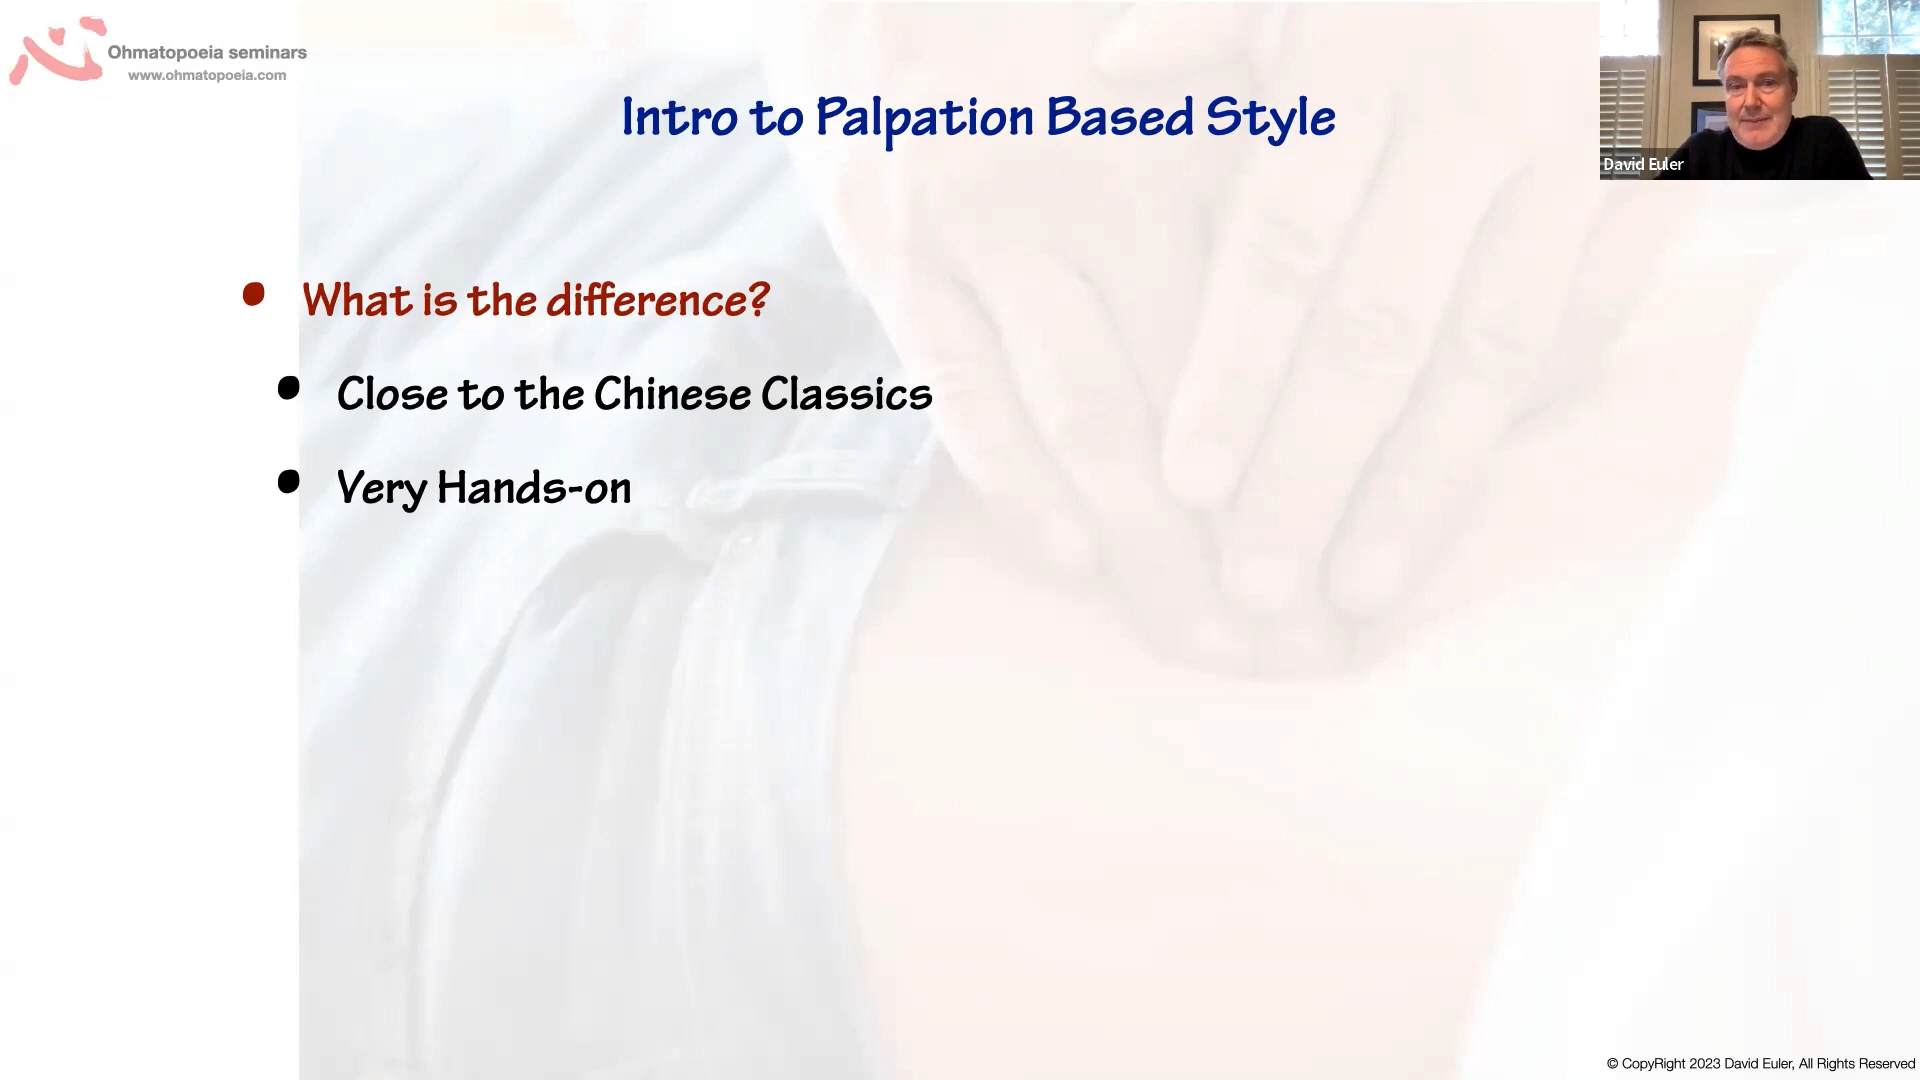 Ohmatopoeia seminars
www.ohmatopoeia.com
Intro to Palpation Based Style
David Euler
• What is the difference?
• Close to the Chinese Classics
• Very Hands-on
© CopyRight 2023 David Euler, All Rights Reserved